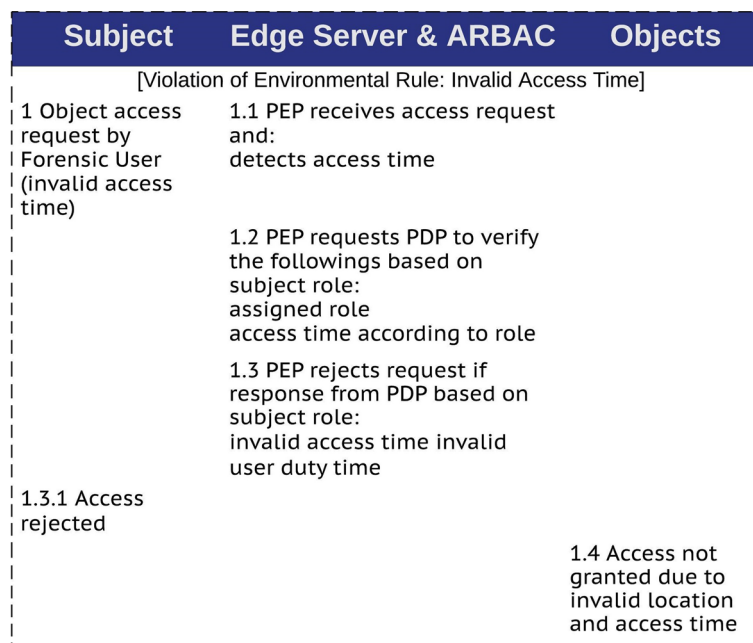 Subject Edge Server & ARBAC Objects
[Violation of Environmental Rule: Invalid Access Time]
1 Object access
request by
Forensic User
(invalid access
time)
1.1 PEP receives access request
and:
detects access time
1.2 PEP requests PDP to verify
the followings based on
subject role:
assigned role
access time according to role
1.3 PEP rejects request if
response from PDP based on
subject role:
invalid access time invalid
user duty time
1.3.1 Access
rejected
1.4 Access not
granted due to
invalid location
and access time